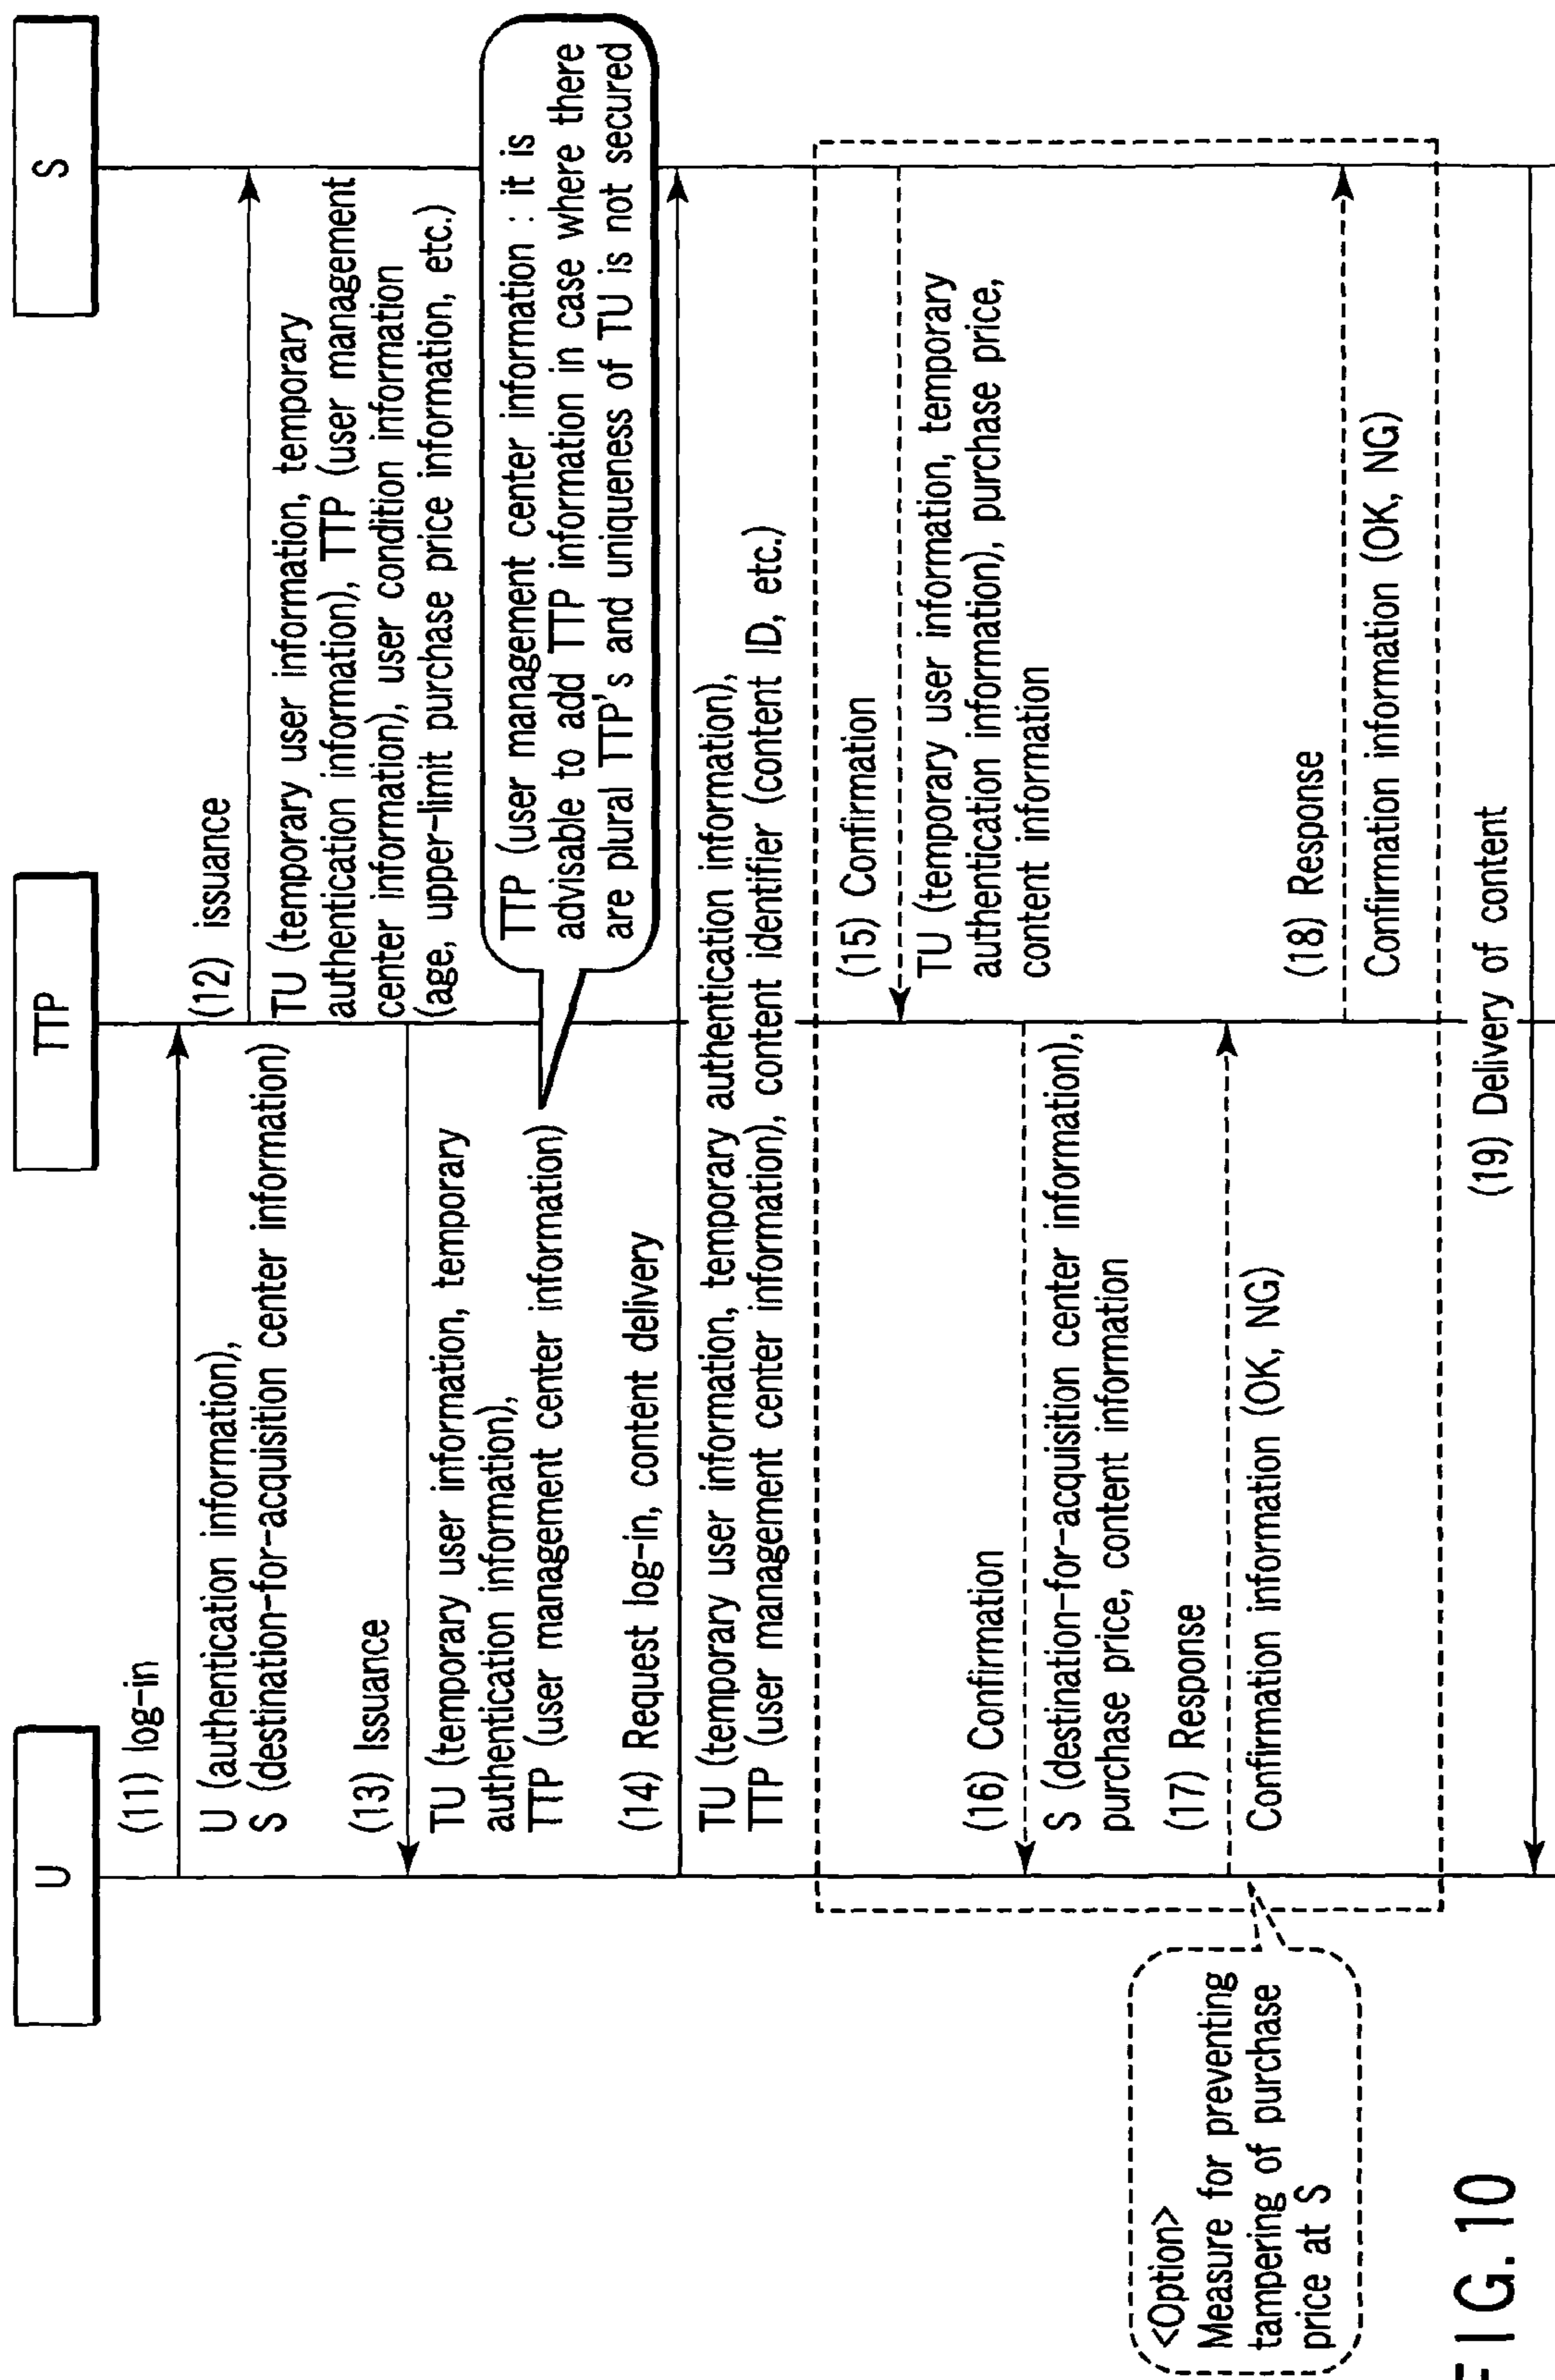 U
TTP
S
(11) log-in
U (authentication information),
S (destination-for-acquisition center information)
(12) issuance
TU (temporary user information, temporary
authentication information), TTP (user management
center information), user condition information
(age, upper-limit purchase price information, etc.)
(13) Issuance
TU (temporary user information, temporary
authentication information),
TTP (user management center information)
TTP (user management center information : it is
advisable to add TTP information in case where there
are plural TTP's and uniqueness of TU is not secured
(14) Request log-in, content delivery
TU (temporary user information, temporary authentication information),
TTP (user management center information), content identifier (content ID, etc.)
(15) Confirmation
TU (temporary user information, temporary
authentication information), purchase price,
content information
(16) Confirmation
S (destination-for-acquisition center information),
purchase price, content information
(17) Response
Confirmation information (OK, NG)
(18) Response
Confirmation information (OK, NG)
<Option>
Measure for preventing
tampering of purchase
price at S
(19) Delivery of content
FIG. 10